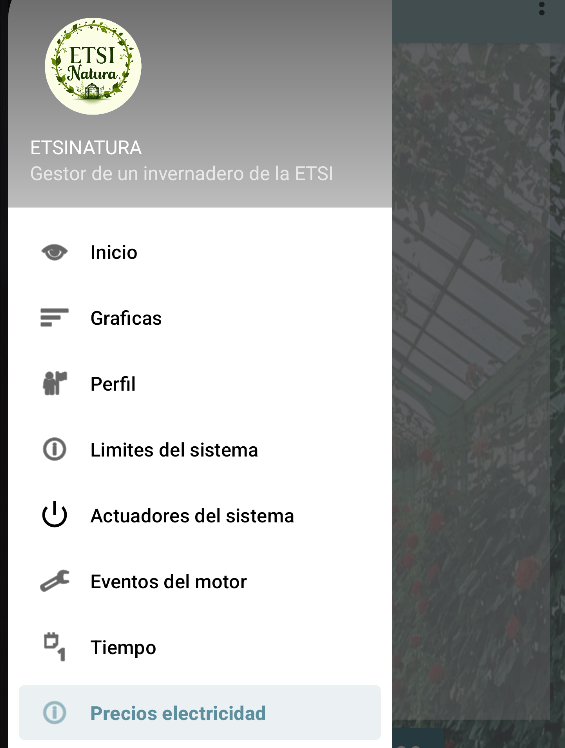 ETSI
Natura
ETSINATURA
Gestor de un invernadero de la ETSI
Inicio
Graficas
Perfil
Limites del sistema
Actuadores del sistema
Eventos del motor
1
Tiempo
Precios electricidad